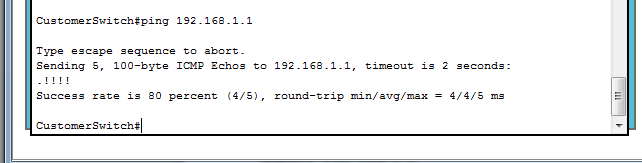 CustomerSwitch#ping 192.168.1.1
Type escape sequence to abort.
Sending 5, 100-byte ICMP Echos to 192.168.1.1, timeout is 2 seconds:
.!!!!
Success rate is 80 percent (4/5), round-trip min/avg/max = 4/4/5 ms
CustomerSwitch#